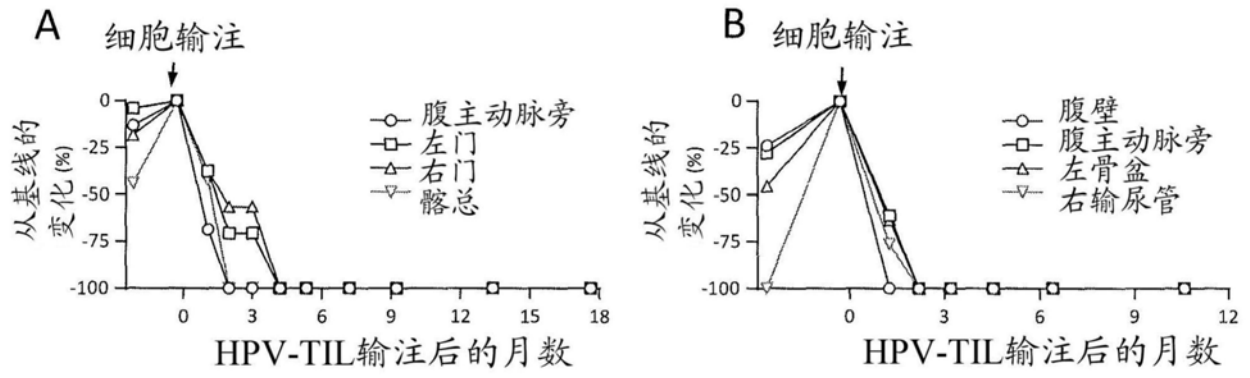 A
细胞输注
从基线的
变化(%)
0
-25
-50
-75
-100
腹主动脉旁
左门
右门
髂总
0 3 6 9 12 15 18
HPV-TIL输注后的月数
B
细胞输注
从基线的
变化(%)
0
-25
-50
-75
-100
腹壁
腹主动脉旁
左骨盆
右输尿管
0 3 6 9 12
HPV-TIL输注后的月数